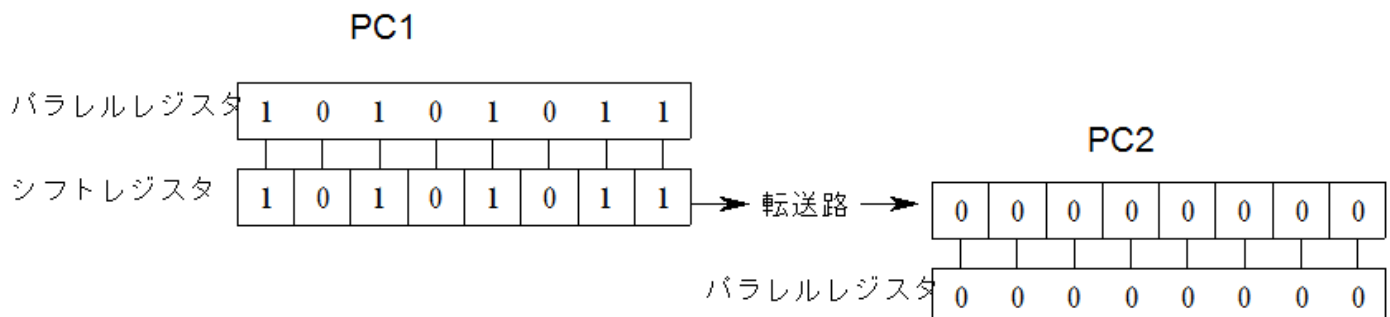 PC1
パラレルレジスタ 1 0 1 0 1 0 1 1
シフトレジスタ 1 0 1 0 1 0 1 1
転送路
PC2
0 0 0 0 0 0 0 0
パラレルレジスタ 0 0 0 0 0 0 0 0